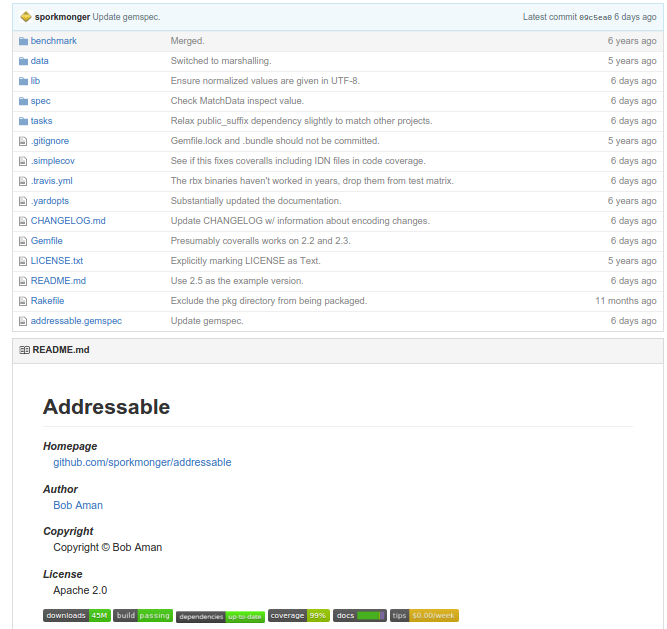 sporkmonger Update gemspec. Latest commit 09c5ea0 6 days ago
benchmark Merged. 6 years ago
data Switched to marshalling. 5 years ago
lib Ensure normalized values are given in UTF-8. 6 days ago
spec Check MatchData inspect value. 6 days ago
tasks Relax public_suffix dependency slightly to match other projects. 6 days ago
.gitignore Gemfile.lock and .bundle should not be committed. 5 years ago
.simplecov See if this fixes coveralls including IDN files in code coverage. 6 days ago
.travis.yml The rbx binaries haven't worked in years, drop them from test matrix. 6 days ago
.yardopts Substantially updated the documentation. 6 years ago
CHANGELOG.md Update CHANGELOG w/ information about encoding changes. 6 days ago
Gemfile Presumably coveralls works on 2.2 and 2.3. 6 days ago
LICENSE.txt Explicitly marking LICENSE as Text. 5 years ago
README.md Use 2.5 as the example version. 6 days ago
Rakefile Exclude the pkg directory from being packaged. 11 months ago
addressable.gemspec Update gemspec. 6 days ago
README.md
Addressable
Homepage
github.com/sporkmonger/addressable
Author
Bob Aman
Copyright
Copyright © Bob Aman
License
Apache 2.0
downloads 45M build passing dependencies up-to-date coverage 99% docs tips $0.00/week